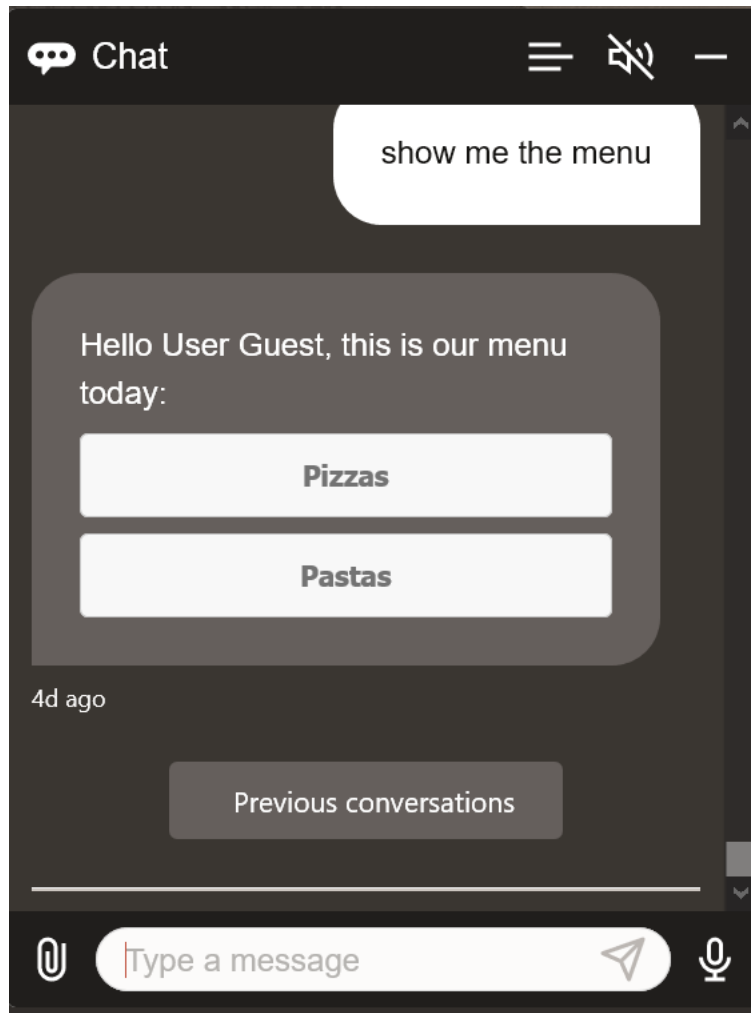 Chat
show me the menu
Hello User Guest, this is our menu
today:
Pizzas
Pastas
4d ago
Previous conversations
Type a message